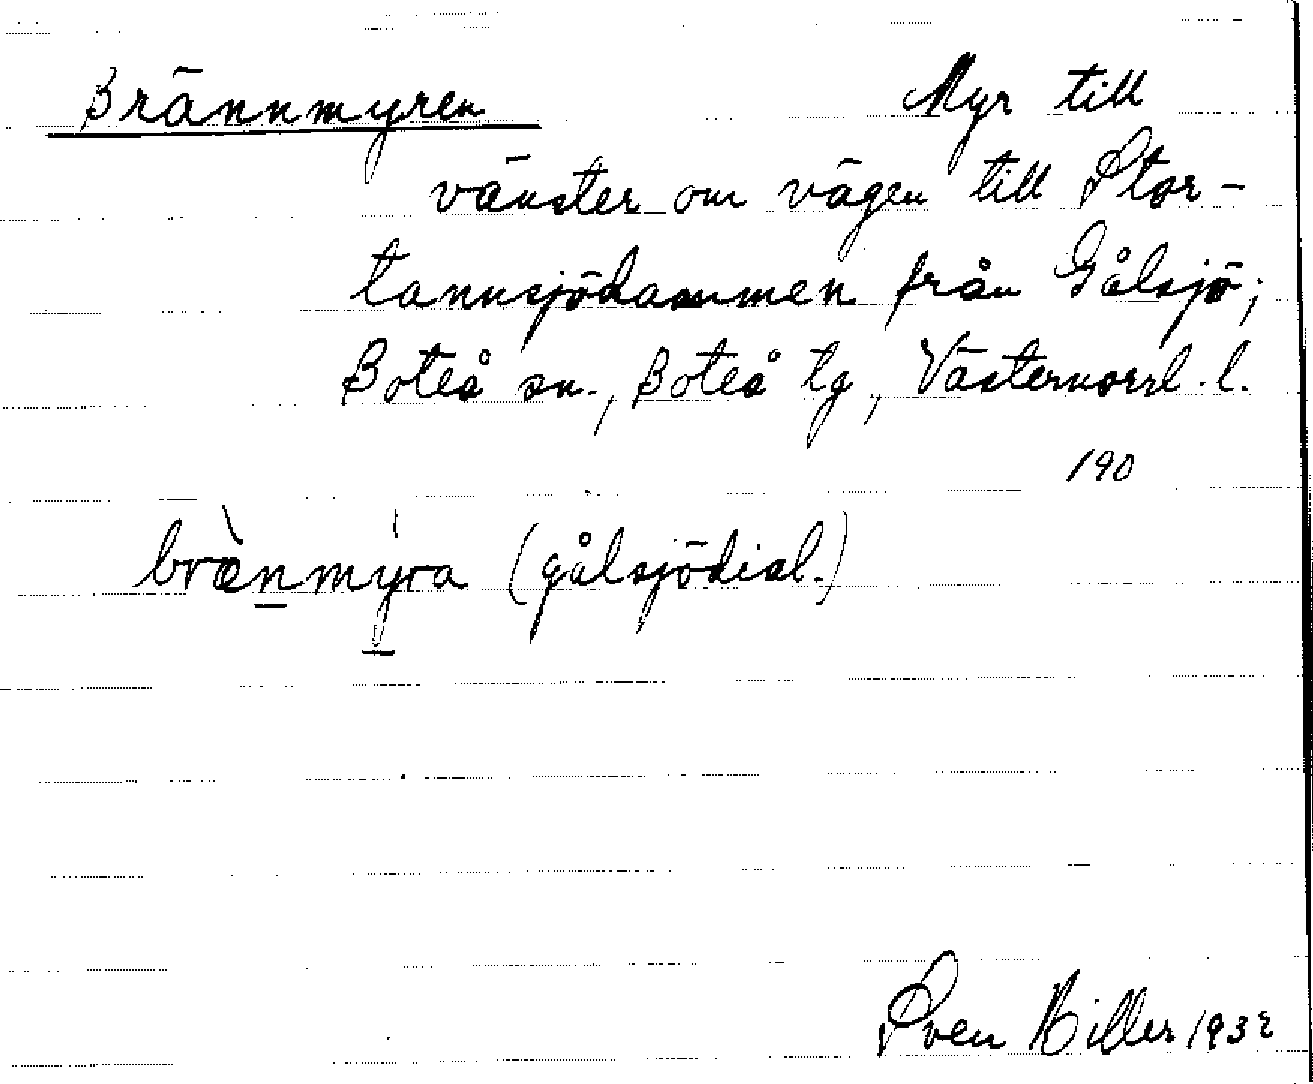 Brännmyren Myr till
vänster om vägen till Stor-
tannsjödammen från Gålsjö;
Boteå sn., Boteå tg, Västernorrl. l.
190
brænmyra (gålsjödial.)
Sven Hiller 1932